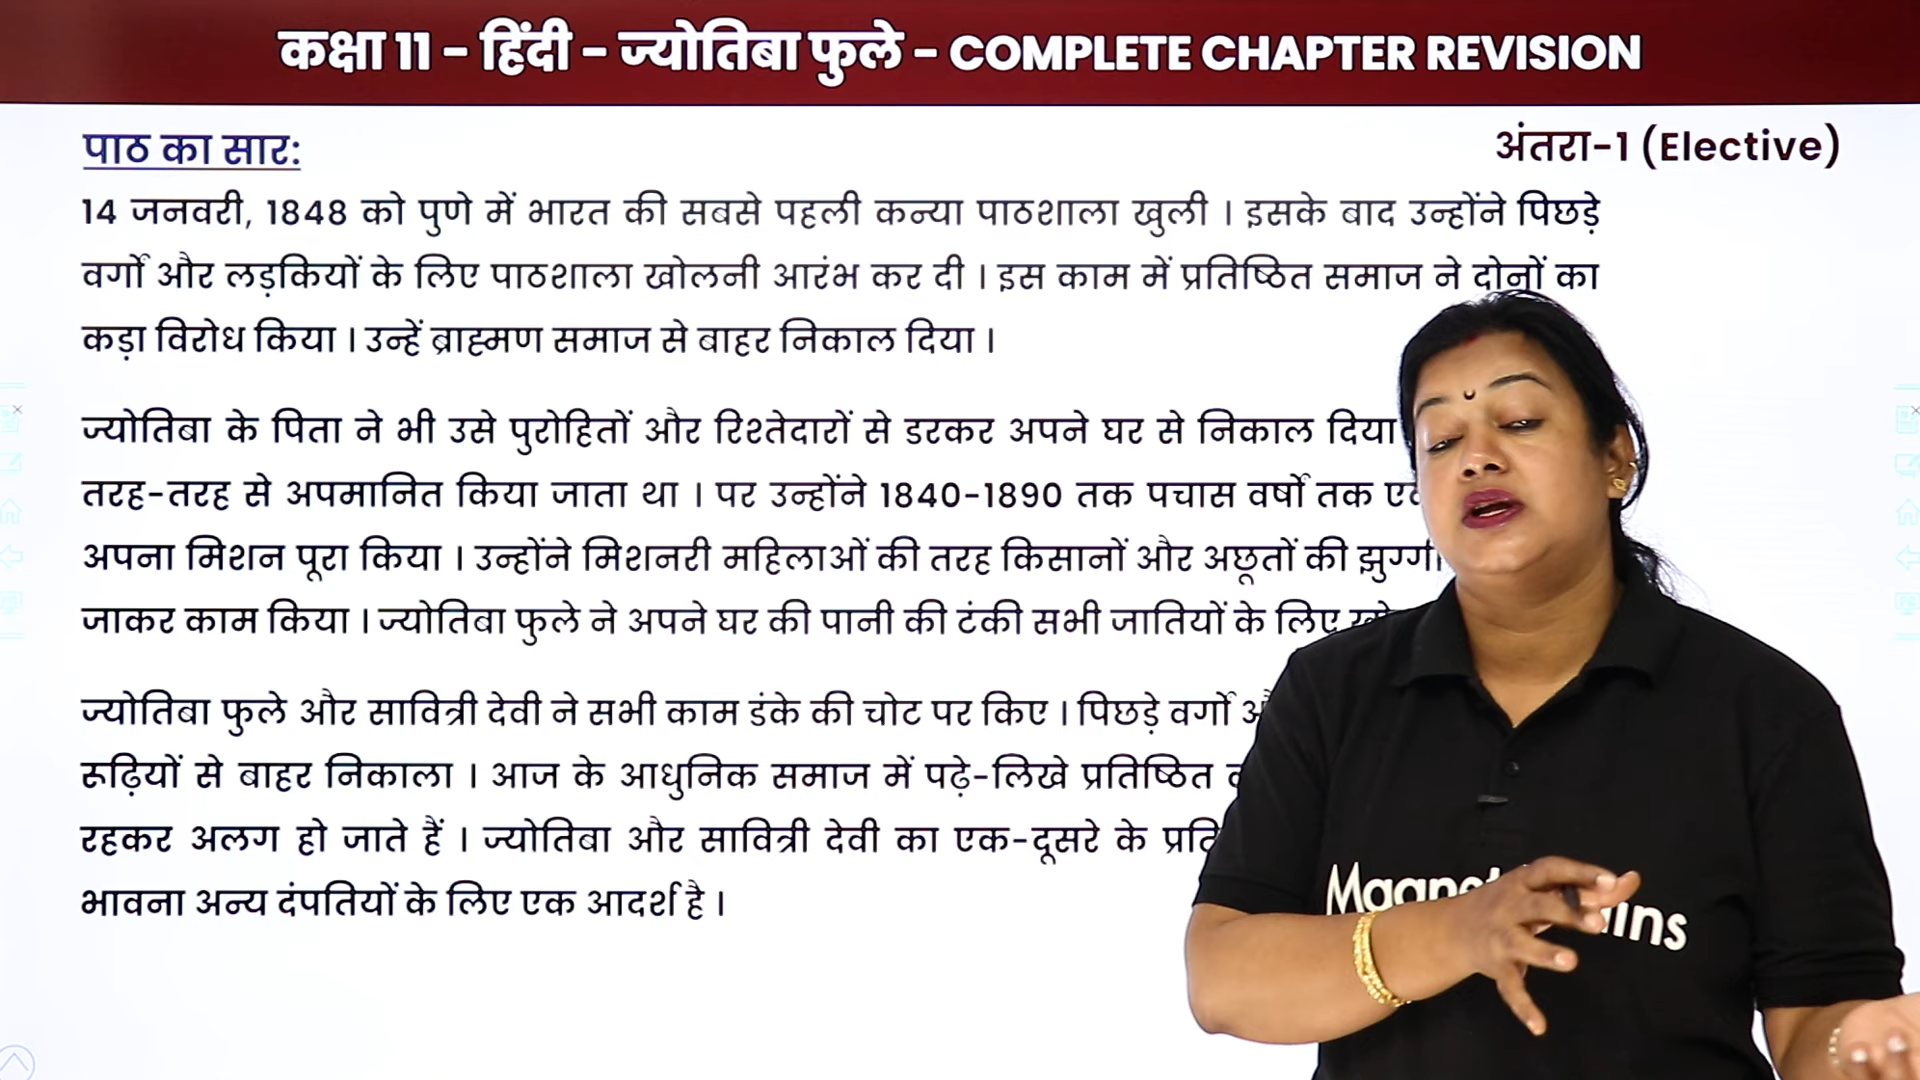 कक्षा 11 – हिंदी – ज्योतिबा फुले – COMPLETE CHAPTER REVISION
पाठ का सार:
अंतरा-1 (Elective)
14 जनवरी, 1848 को पुणे में भारत की सबसे पहली कन्या पाठशाला खुली । इसके बाद उन्होंने पिछड़े
वर्गों और लड़कियों के लिए पाठशाला खोलनी आरंभ कर दी । इस काम में प्रतिष्ठित समाज ने दोनों का
कड़ा विरोध किया । उन्हें ब्राह्मण समाज से बाहर निकाल दिया ।
ज्योतिबा के पिता ने भी उसे पुरोहितों और रिश्तेदारों से डरकर अपने घर से निकाल दिया
तरह-तरह से अपमानित किया जाता था । पर उन्होंने 1840-1890 तक पचास वर्षों तक
अपना मिशन पूरा किया । उन्होंने मिशनरी महिलाओं की तरह किसानों और अछूतों की
जाकर काम किया । ज्योतिबा फुले ने अपने घर की पानी की टंकी सभी जातियों के लिए
ज्योतिबा फुले और सावित्री देवी ने सभी काम डंके की चोट पर किए । पिछड़े वर्गों
रूढ़ियों से बाहर निकाला । आज के आधुनिक समाज में पढ़े-लिखे प्रतिष्ठित
रहकर अलग हो जाते हैं । ज्योतिबा और सावित्री देवी का एक-दूसरे के
भावना अन्य दंपतियों के लिए एक आदर्श है ।